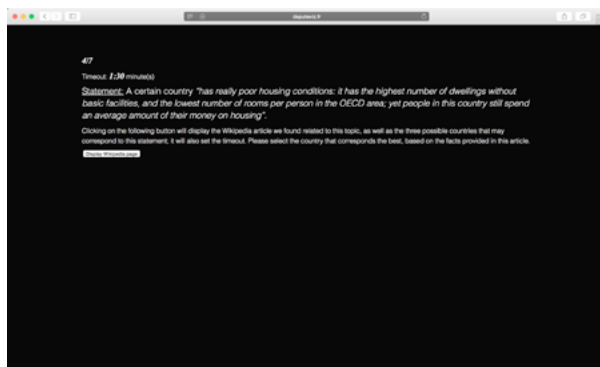 4/7
Timeout: 1:30 minute(s)
Statement: A certain country "has really poor housing conditions: it has the highest number of dwellings without
basic facilities, and the lowest number of rooms per person in the OECD area; yet people in this country still spend
an average amount of their money on housing".
Clicking on the following button will display the Wikipedia article we found related to this topic, as well as the three possible countries that may
correspond to this statement; it will also set the timeout. Please select the country that corresponds the best, based on the facts provided in this article.
Display Wikipedia page